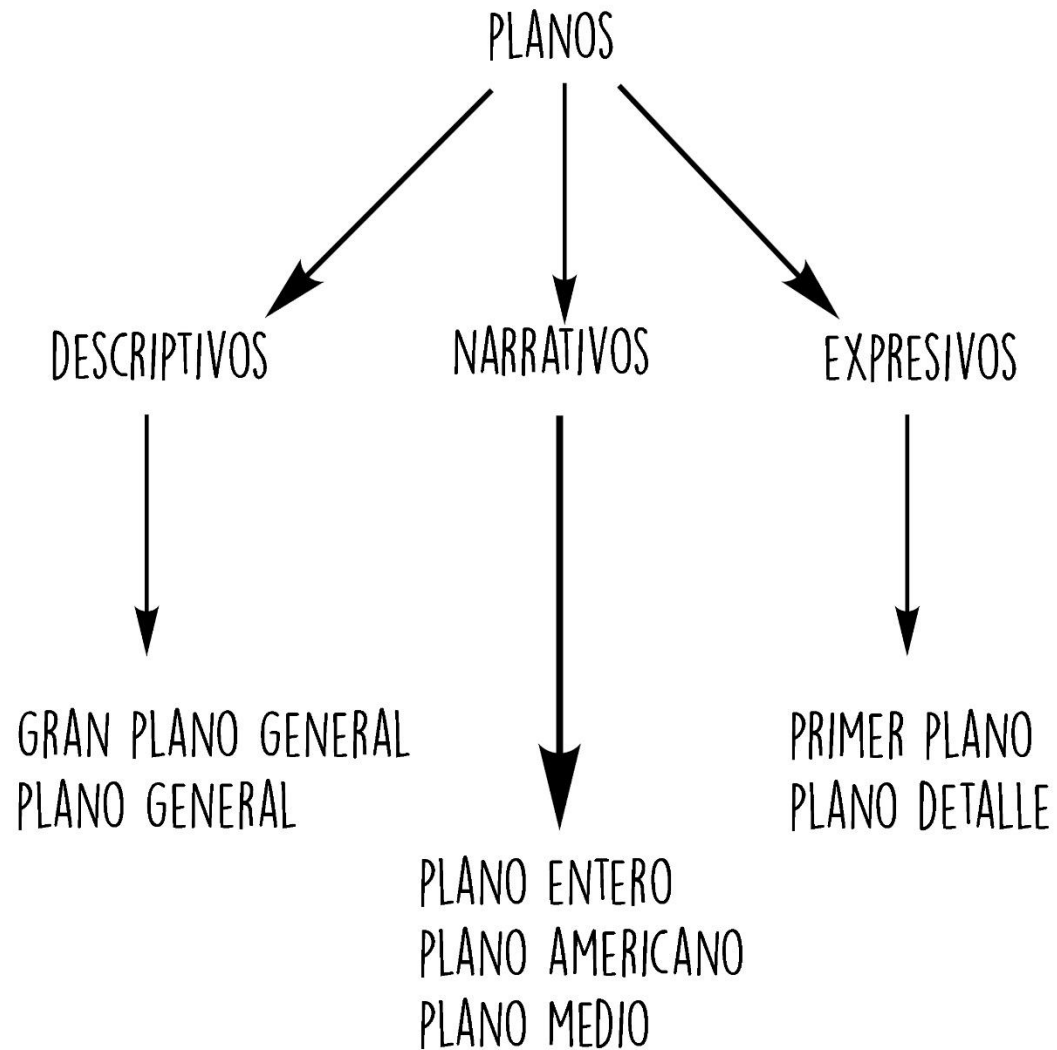 PLANOS
DESCRIPTIVOS
NARRATIVOS
EXPRESIVOS
GRAN PLANO GENERAL
PLANO GENERAL
PLANO ENTERO
PLANO AMERICANO
PLANO MEDIO
PRIMER PLANO
PLANO DETALLE